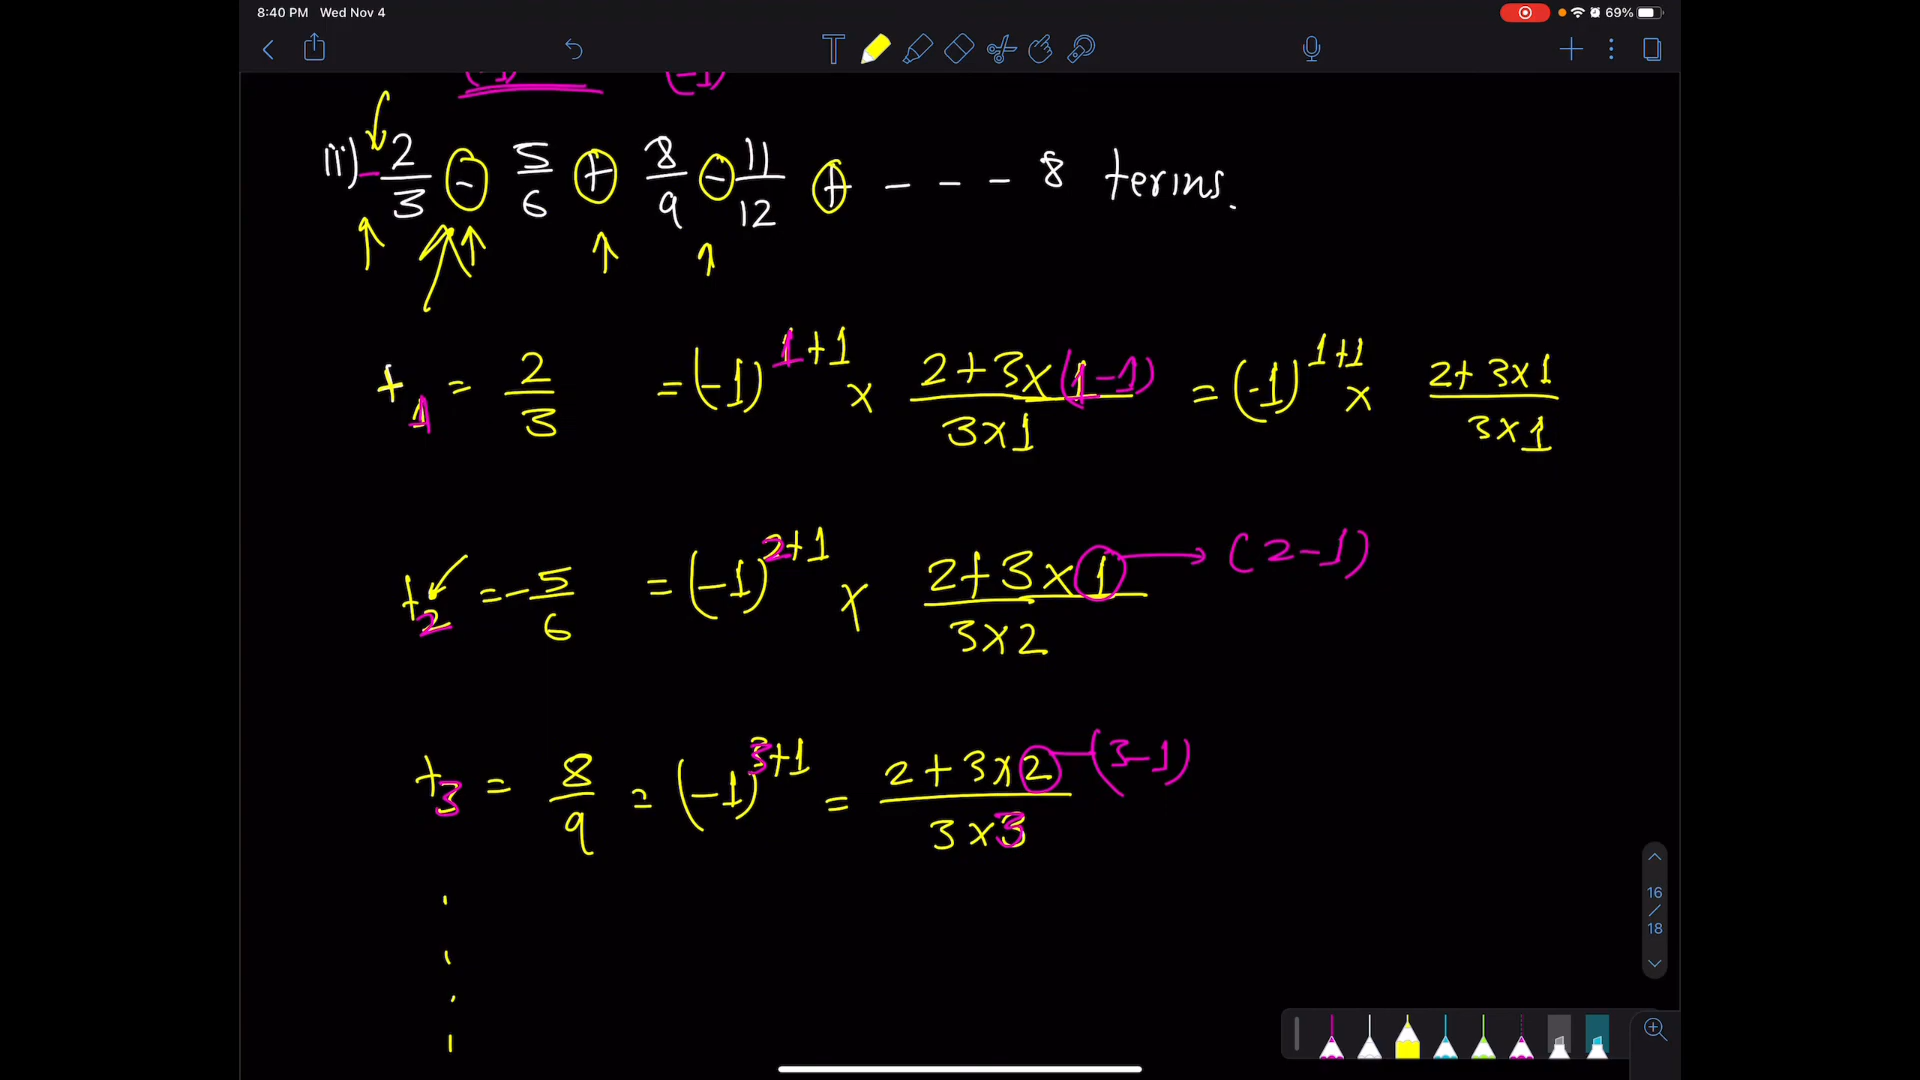 8:40 PM Wed Nov 4 69%
T
(-1) (-1)
ii) - 2/3 - 5/6 + 8/9 - 11/12 + - - - 8 terms.
t1 = 2/3 = (-1)^1+1 x 2+3x(1-1)/3x1 = (-1)^1+1 x 2+3x1/3x1
t2 = -5/6 = (-1)^2+1 x 2+3x1/3x2 → (2-1)
t3 = 8/9 = (-1)^3+1 = 2+3x2/3x3 (3-1)
16
/
18